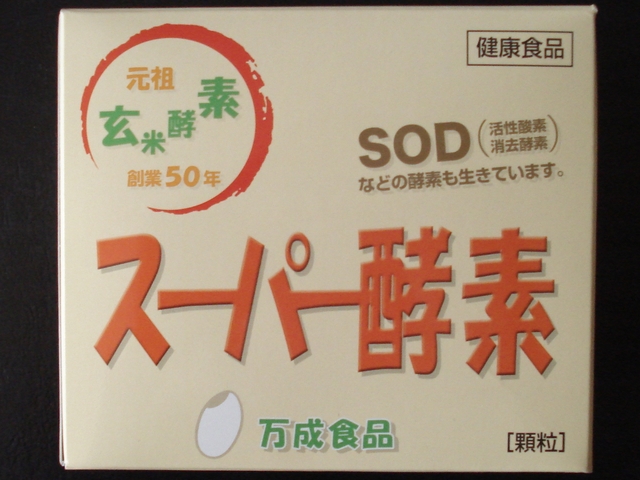 健康食品
元祖
玄米酵素
創業50年
SOD(活性酸素
消去酵素)
などの酵素も生きています。
スーパー酵素
万成食品
[顆粒]